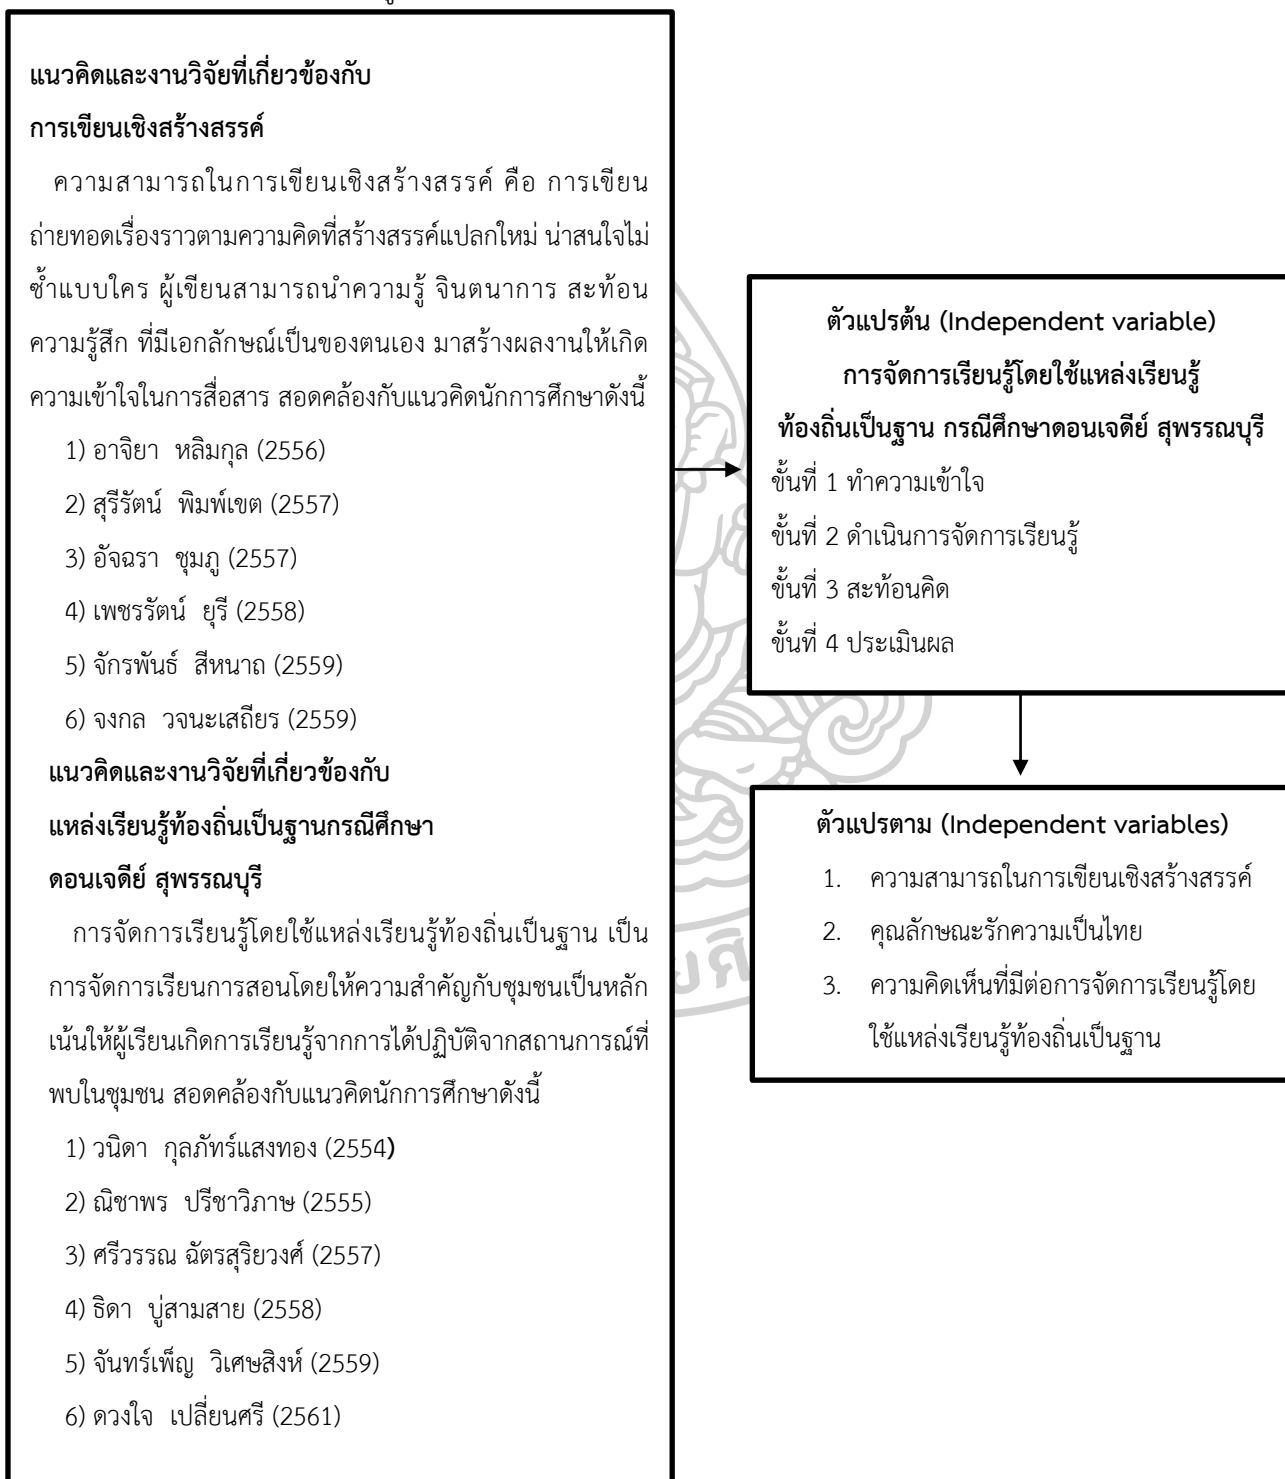 แนวคิดและงานวิจัยที่เกี่ยวข้องกับ
การเขียนเชิงสร้างสรรค์
ความสามารถในการเขียนเชิงสร้างสรรค์ คือ การเขียน
ถ่ายทอดเรื่องราวตามความคิดที่สร้างสรรค์แปลกใหม่ น่าสนใจไม่
ซ้ำแบบใคร ผู้เขียนสามารถนำความรู้ จินตนาการ สะท้อน
ความรู้สึก ที่มีเอกลักษณ์เป็นของตนเอง มาสร้างผลงานให้เกิด
ความเข้าใจในการสื่อสาร สอดคล้องกับแนวคิดนักการศึกษาดังนี้
1) อาจิยา หลิมกุล (2556)
2) สุรีรัตน์ พิมพ์เขต (2557)
3) อัจฉรา ชุมภู (2557)
4) เพชรรัตน์ ยุรี (2558)
5) จักรพันธ์ สีหนาถ (2559)
6) จงกล วจนะเสถียร (2559)
แนวคิดและงานวิจัยที่เกี่ยวข้องกับ
แหล่งเรียนรู้ท้องถิ่นเป็นฐานกรณีศึกษา
ดอนเจดีย์ สุพรรณบุรี
การจัดการเรียนรู้โดยใช้แหล่งเรียนรู้ท้องถิ่นเป็นฐาน เป็น
การจัดการเรียนการสอนโดยให้ความสำคัญกับชุมชนเป็นหลัก
เน้นให้ผู้เรียนเกิดการเรียนรู้จากการได้ปฏิบัติจากสถานการณ์ที่
พบในชุมชน สอดคล้องกับแนวคิดนักการศึกษาดังนี้
1) วนิดา กุลภัทร์แสงทอง (2554)
2) ณิชาพร ปรีชาวิภาษ (2555)
3) ศรีวรรณ ฉัตรสุริยวงศ์ (2557)
4) ธิดา บู่สามสาย (2558)
5) จันทร์เพ็ญ วิเศษสิงห์ (2559)
6) ดวงใจ เปลี่ยนศรี (2561)
ตัวแปรต้น (Independent variable)
การจัดการเรียนรู้โดยใช้แหล่งเรียนรู้
ท้องถิ่นเป็นฐาน กรณีศึกษาดอนเจดีย์ สุพรรณบุรี
ขั้นที่ 1 ทำความเข้าใจ
ขั้นที่ 2 ดำเนินการจัดการเรียนรู้
ขั้นที่ 3 สะท้อนคิด
ขั้นที่ 4 ประเมินผล
ตัวแปรตาม (Independent variables)
1. ความสามารถในการเขียนเชิงสร้างสรรค์
2. คุณลักษณะรักความเป็นไทย
3. ความคิดเห็นที่มีต่อการจัดการเรียนรู้โดย
ใช้แหล่งเรียนรู้ท้องถิ่นเป็นฐาน